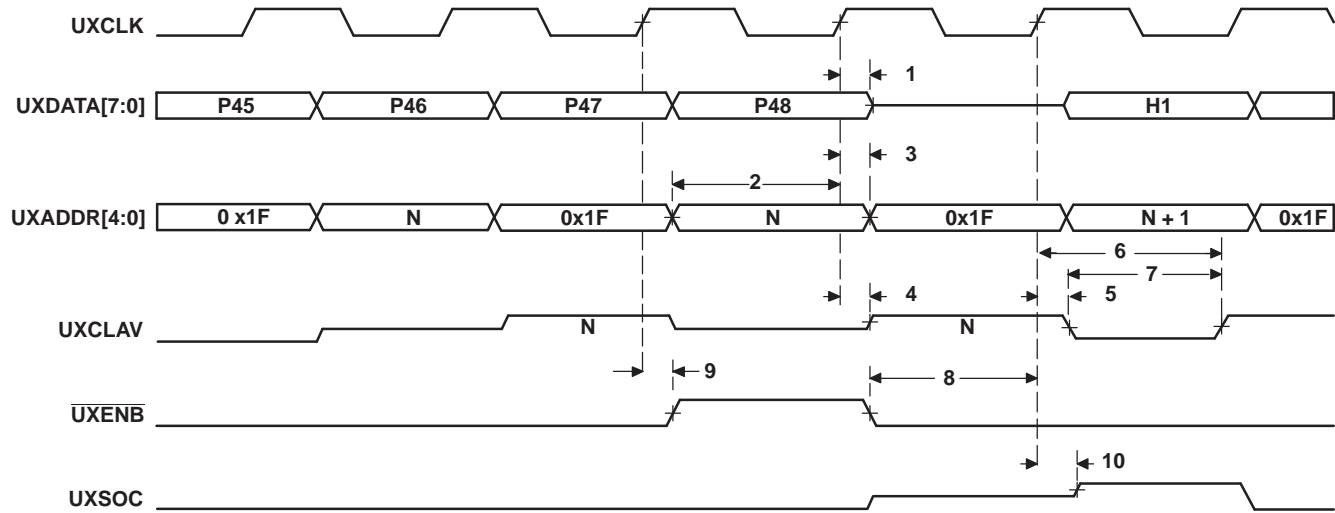 UXCLK
1
UXDATA[7:0] P45 P46 P47 P48 H1
3
2
UXADDR[4:0] 0 x1F N 0x1F N 0x1F N + 1 0x1F
6
7
4 5
UXCLAV N N
9 8
UXENB
10
UXSOC